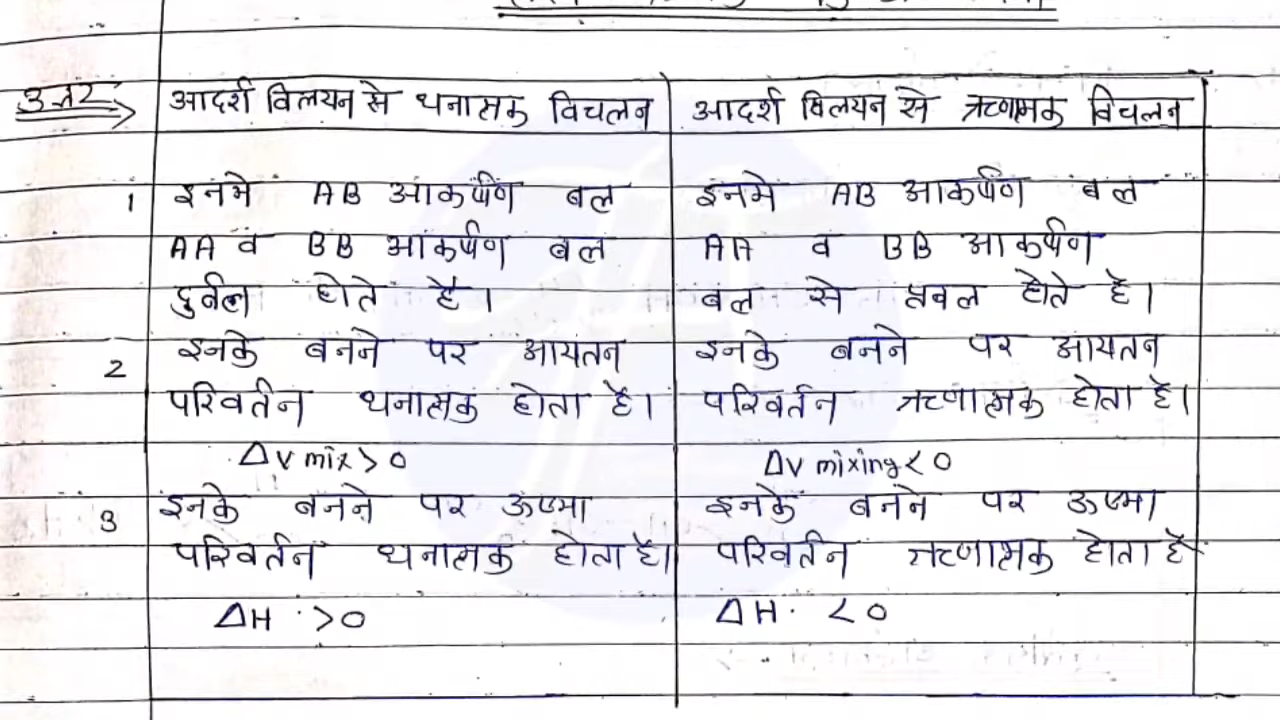 उत्तर
आदर्श विलयन से धनात्मक विचलन
आदर्श विलयन से ऋणात्मक विचलन
1 इनमे AB आकर्षण बल
AA व BB आकर्षण बल
दुर्बल होते है।
इनमे AB आकर्षण बल
AA व BB आकर्षण
बल से प्रबल होते है।
2 इनके बनने पर आयतन
परिवर्तन धनात्मक होता है।
ΔV mix > 0
इनके बनने पर आयतन
परिवर्तन ऋणात्मक होता है।
ΔV mixing < 0
3 इनके बनने पर ऊष्मा
परिवर्तन धनात्मक होता है।
ΔH > 0
इनके बनने पर ऊष्मा
परिवर्तन ऋणात्मक होता है
ΔH < 0